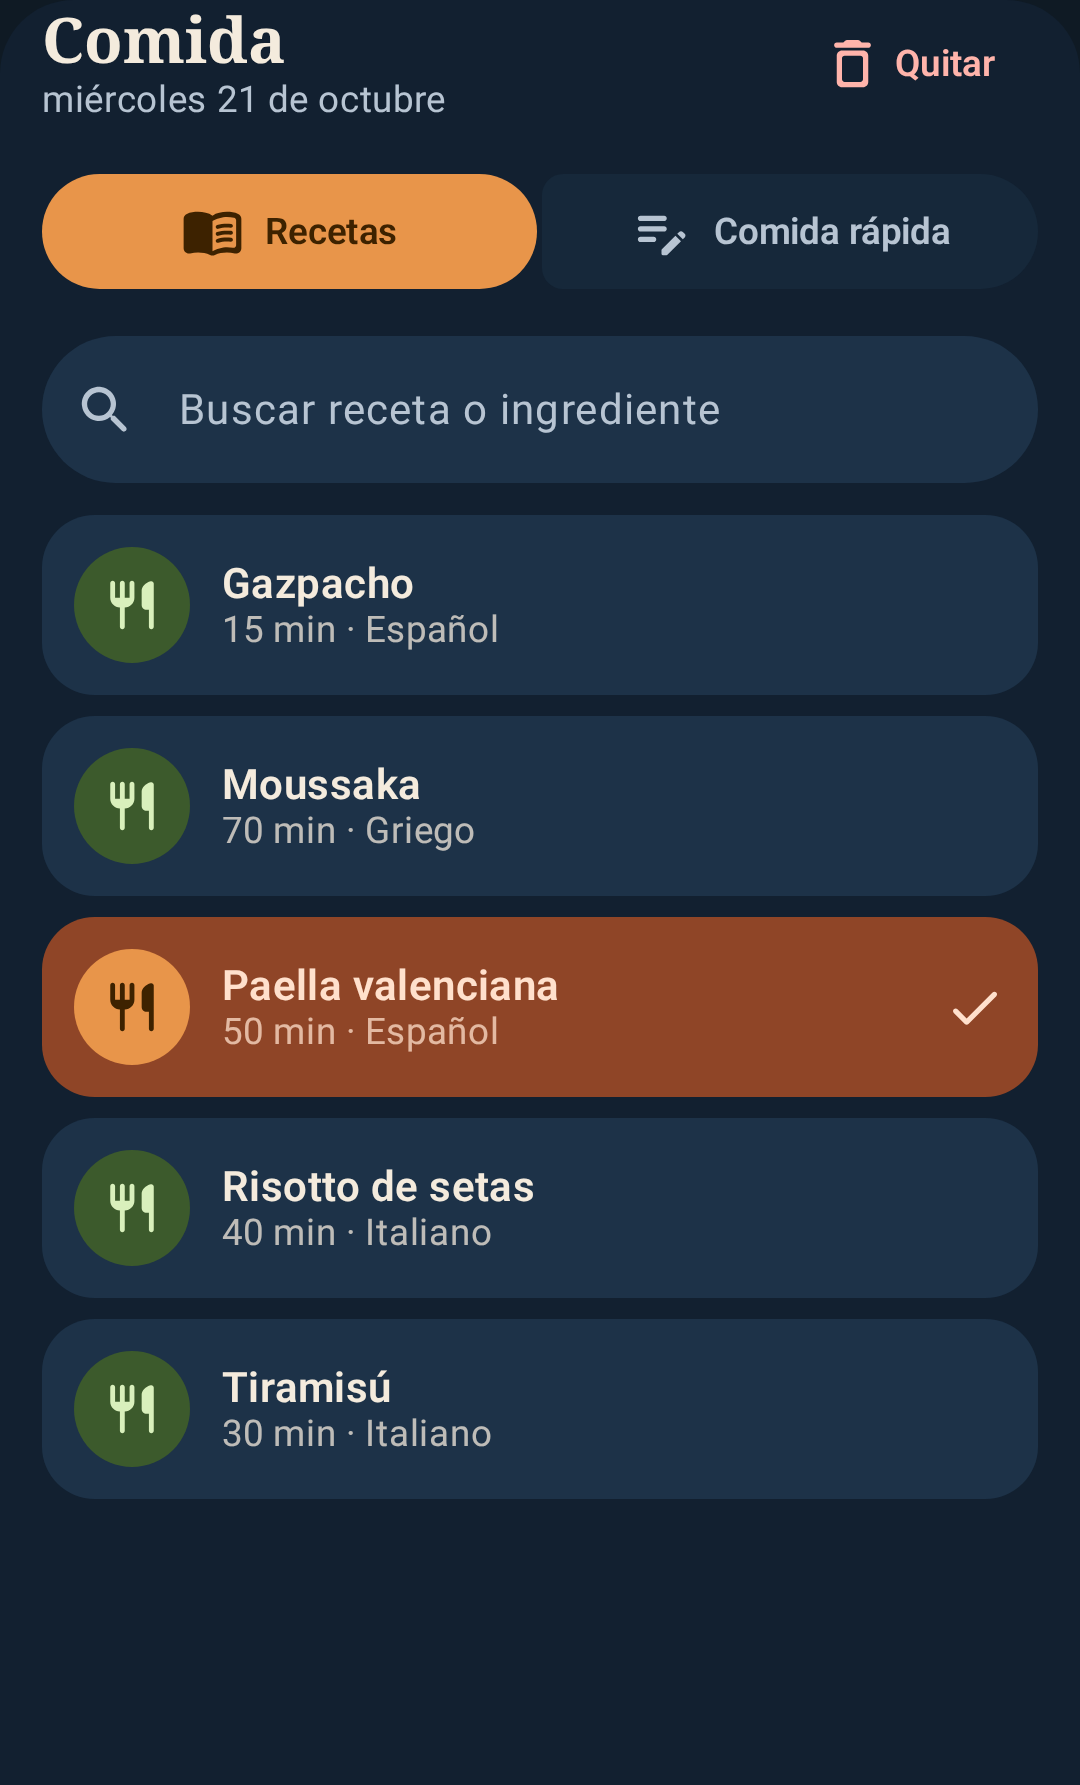 Comida
miércoles 21 de octubre
Quitar
Recetas
Comida rápida
Buscar receta o ingrediente
Gazpacho
15 min · Español
Moussaka
70 min · Griego
Paella valenciana
50 min · Español
Risotto de setas
40 min · Italiano
Tiramisú
30 min · Italiano